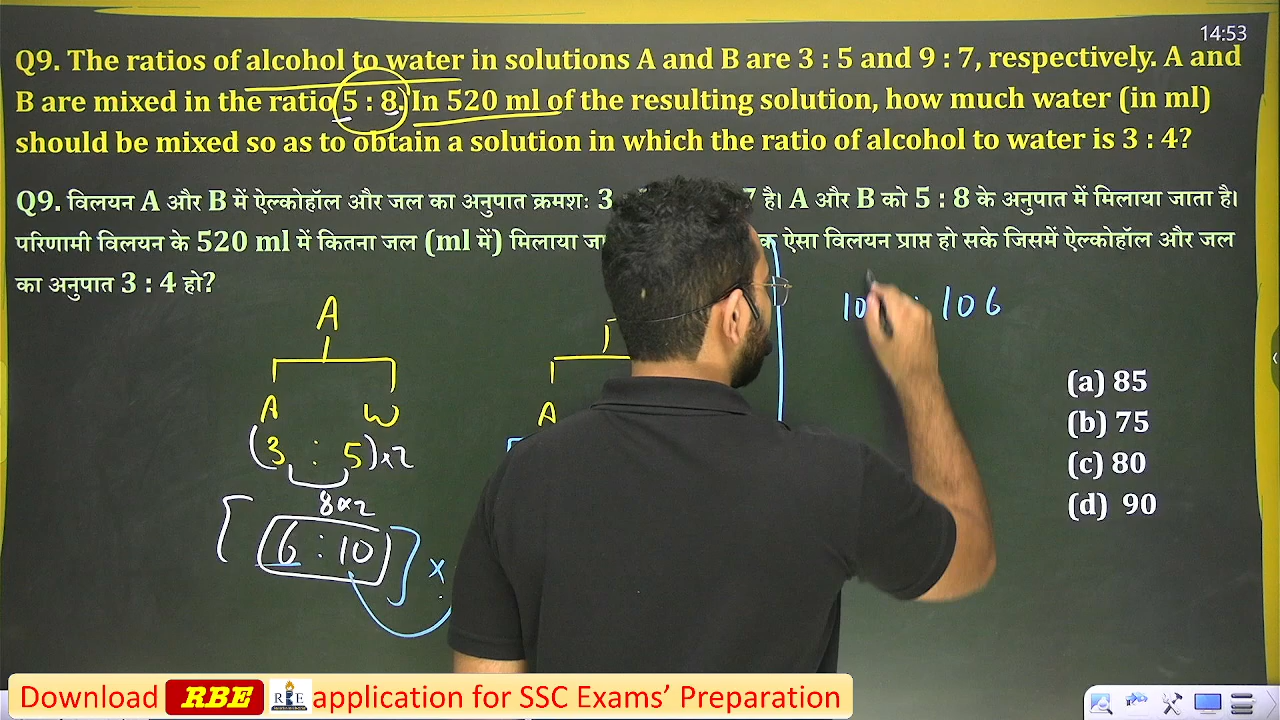 14:53
Q9. The ratios of alcohol to water in solutions A and B are 3 : 5 and 9 : 7, respectively. A and
B are mixed in the ratio 5 : 8. In 520 ml of the resulting solution, how much water (in ml)
should be mixed so as to obtain a solution in which the ratio of alcohol to water is 3 : 4?
Q9. विलयन A और B में ऐल्कोहॉल और जल का अनुपात क्रमशः 3 7 है। A और B को 5 : 8 के अनुपात में मिलाया जाता है।
परिणामी विलयन के 520 ml में कितना जल (ml में) मिलाया ऐसा विलयन प्राप्त हो सके जिसमें ऐल्कोहॉल और जल
का अनुपात 3 : 4 हो?
A
10 : 106
A W
A
(3 : 5)×2
8×2
[6 : 10] ×
(a) 85
(b) 75
(c) 80
(d) 90
Download RBE RBE application for SSC Exams' Preparation